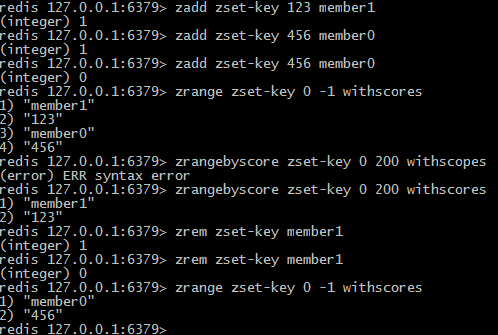 redis 127.0.0.1:6379> zadd zset-key 123 member1
(integer) 1
redis 127.0.0.1:6379> zadd zset-key 456 member0
(integer) 1
redis 127.0.0.1:6379> zadd zset-key 456 member0
(integer) 0
redis 127.0.0.1:6379> zrange zset-key 0 -1 withscores
1) "member1"
2) "123"
3) "member0"
4) "456"
redis 127.0.0.1:6379> zrangebyscore zset-key 0 200 withscopes
(error) ERR syntax error
redis 127.0.0.1:6379> zrangebyscore zset-key 0 200 withscores
1) "member1"
2) "123"
redis 127.0.0.1:6379> zrem zset-key member1
(integer) 1
redis 127.0.0.1:6379> zrem zset-key member1
(integer) 0
redis 127.0.0.1:6379> zrange zset-key 0 -1 withscores
1) "member0"
2) "456"
redis 127.0.0.1:6379>